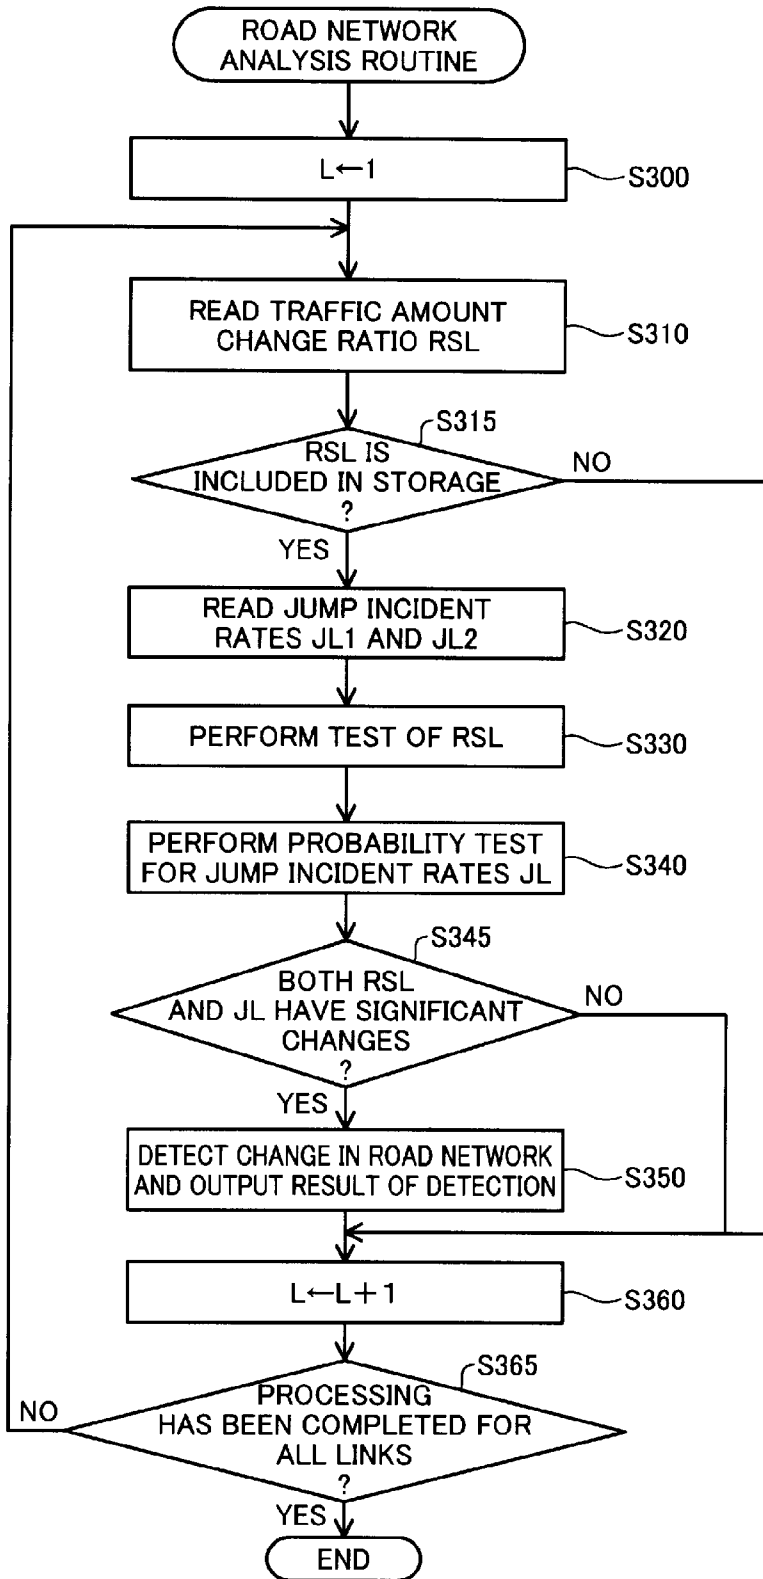 ROAD NETWORK
ANALYSIS ROUTINE
L←1
S300
READ TRAFFIC AMOUNT
CHANGE RATIO RSL
S310
S315
RSL IS
INCLUDED IN STORAGE
?
NO
YES
READ JUMP INCIDENT
RATES JL1 AND JL2
S320
PERFORM TEST OF RSL
S330
PERFORM PROBABILITY TEST
FOR JUMP INCIDENT RATES JL
S340
S345
BOTH RSL
AND JL HAVE SIGNIFICANT
CHANGES
?
NO
YES
DETECT CHANGE IN ROAD NETWORK
AND OUTPUT RESULT OF DETECTION
S350
L←L+1
S360
S365
PROCESSING
HAS BEEN COMPLETED FOR
ALL LINKS
?
NO
YES
END